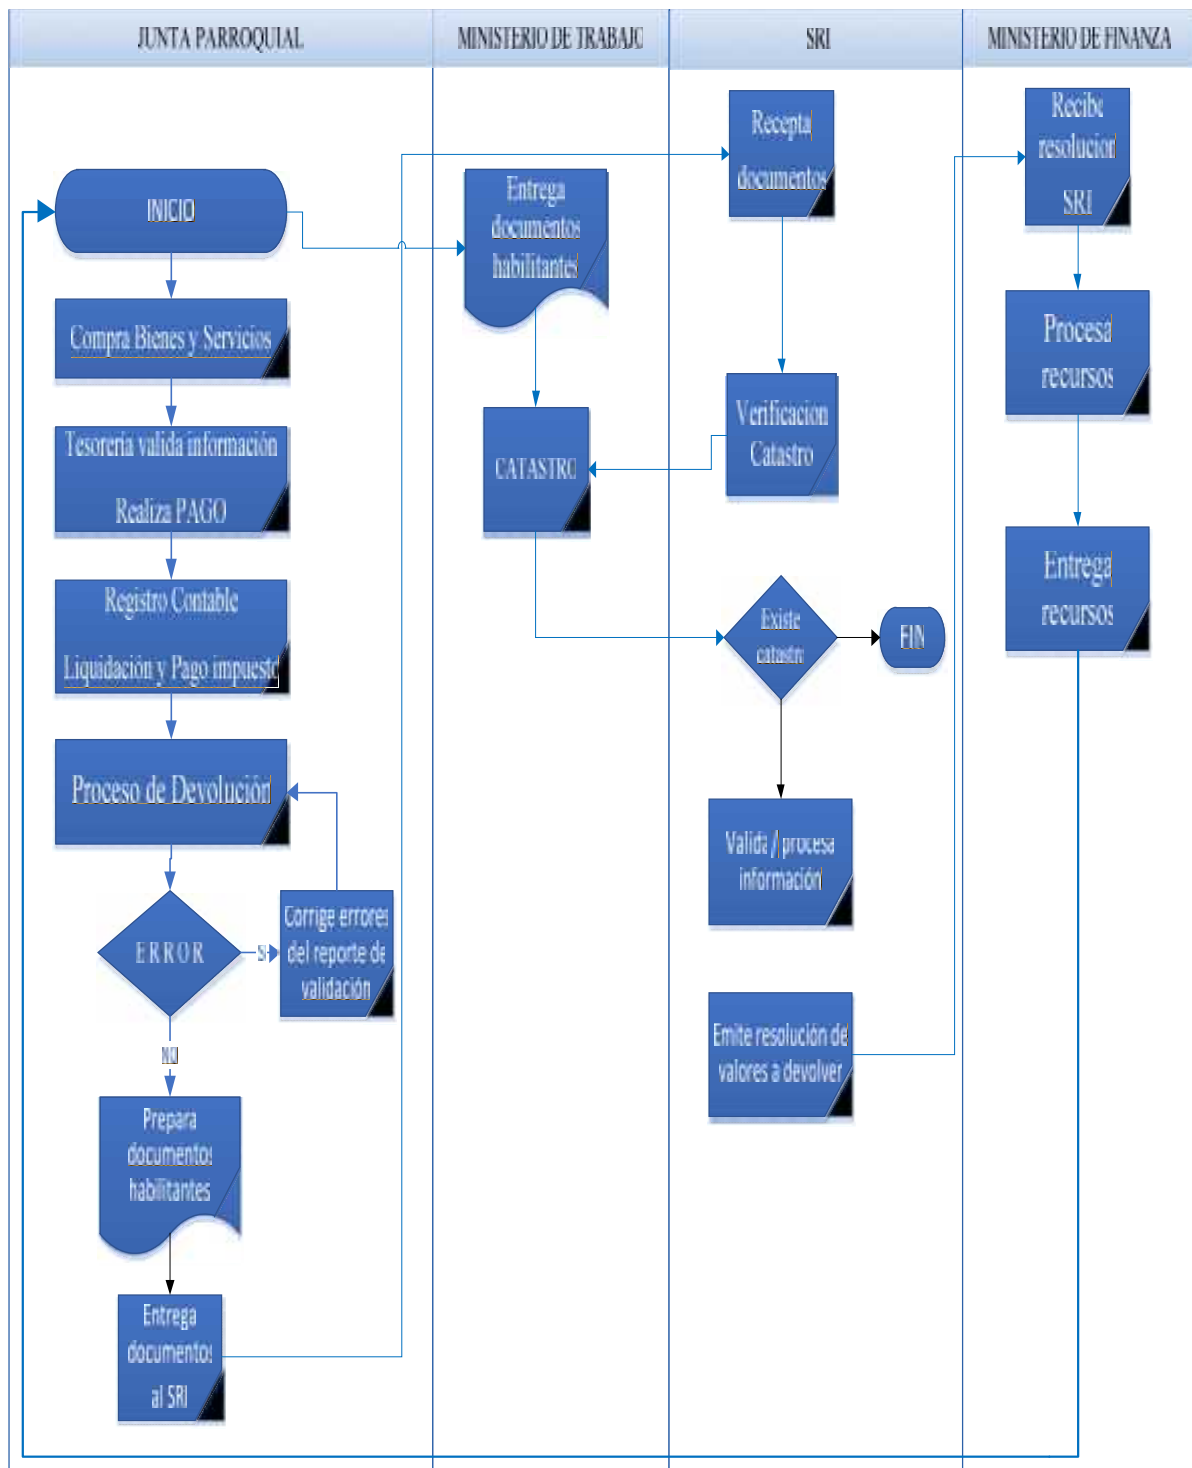 JUNTA PARROQUIAL
MINISTERIO DE TRABAJO
SRI
MINISTERIO DE FINANZA
INICIO
Compra Bienes y Servicios
Tesoreria valida información
Realiza PAGO
Registro Contable
Liquidación y Pago impuesto
Proceso de Devolución
ERROR
SI
Corrige errores
del reporte de
validación
NO
Prepara
documentos
habilitantes
Entrega
documentos
al SRI
Entrega
documentos
habilitantes
CATASTRO
Recepta
documentos
Verificacion
Catastro
Existe
catastro
FIN
Valida / procesa
información
Emite resolución de
valores a devolver
Recibe
resolucion
SRI
Procesa
recursos
Entrega
recursos